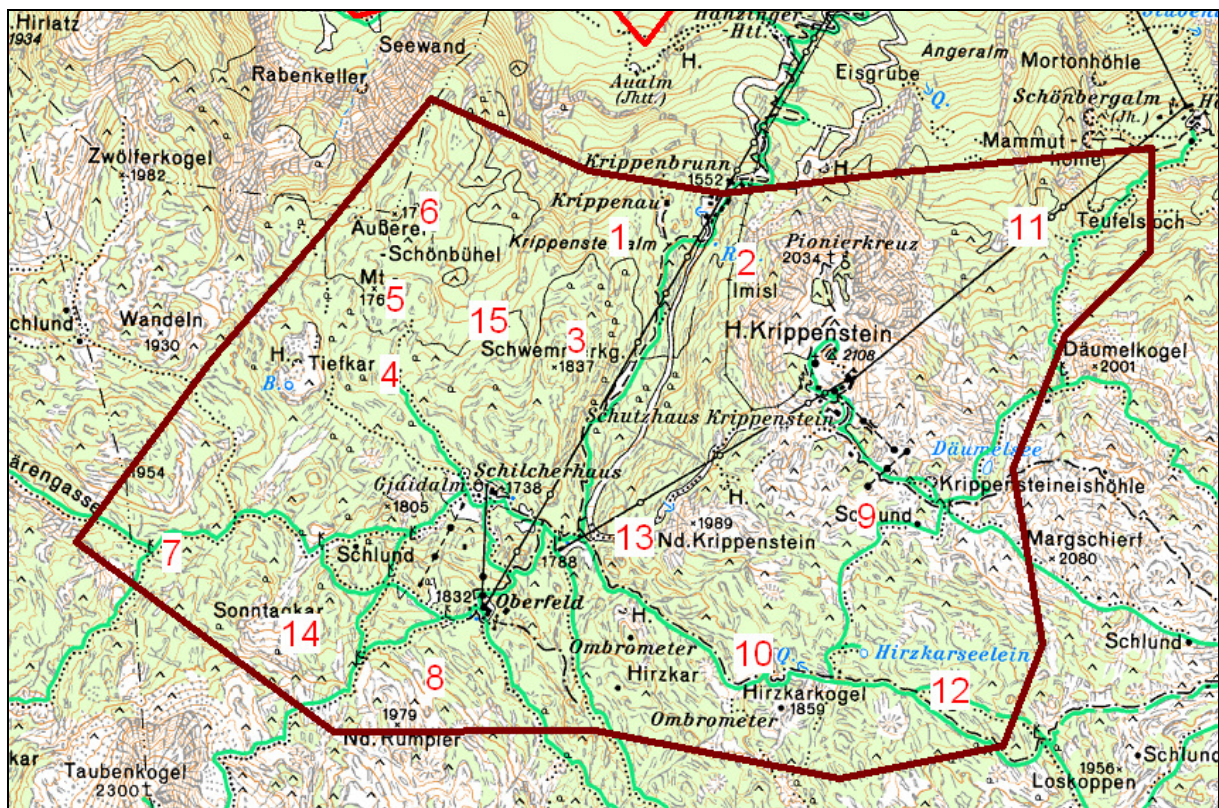 Hirlatz
1934
Seewand
Rabenkeller
Hanzinger
-Htt.
H.
Aualm
(Jhtt.)
Eisgrube
Q.
Angeralm
Mortonhöhle
Schönbergalm
(Jh.)
Zwölferkogel
1982
Krippenbrunn
1552
H.
Mammut-
höhle
Krippenau
6
Äußerer
Schönbühel
1
11
Teufelsloch
Pionierkreuz
2034
2
Imisl
5
Mt
15
3
Schwemmerkg.
1837
H. Krippenstein
2108
Wandeln
1930
H.
Tiefkar
B.
4
Däumelkogel
2001
Schutzhaus Krippenstein
Däumelsee
Krippensteineishöhle
1954
Bärengasse
Schilcherhaus
1738
Gjaidalm
1805
H.
9
Schlund
7
Schlund
13
1989
Nd. Krippenstein
Margschierf
2080
1788
1832
Oberfeld
Sonntagkar
14
H.
Ombrometer
Hirzkar
10
Q.
Hirzkarseelein
Schlund
8
12
Hirzkarkogel
1859
Ombrometer
1979
Nd. Rumpler
Taubenkogel
2300
1956
Loskoppen
Schlund